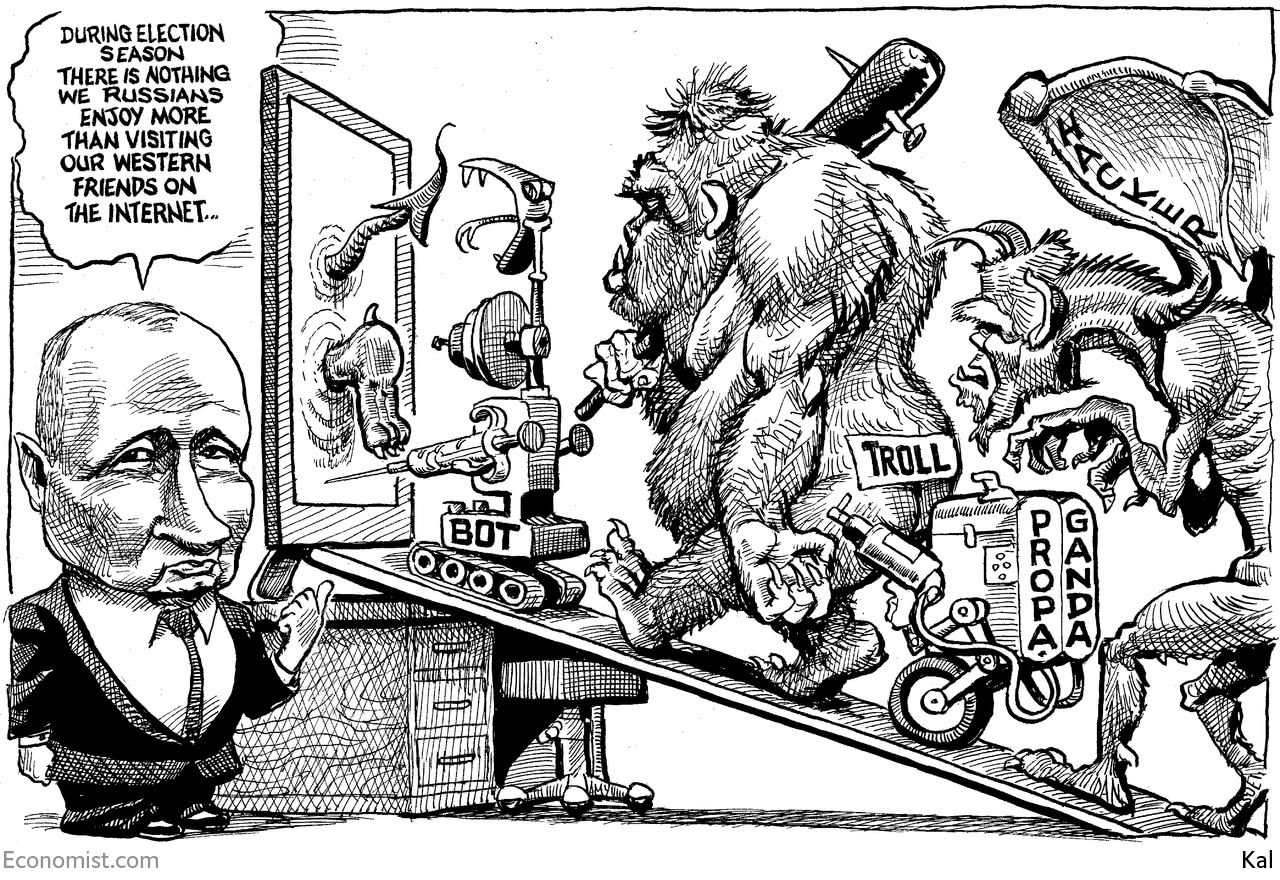 DURING ELECTION
SEASON
THERE IS NOTHING
WE RUSSIANS
ENJOY MORE
THAN VISITING
OUR WESTERN
FRIENDS ON
THE INTERNET...
BOT
TROLL
PROPA
GANDA
HACKER
Economist.com
Kal